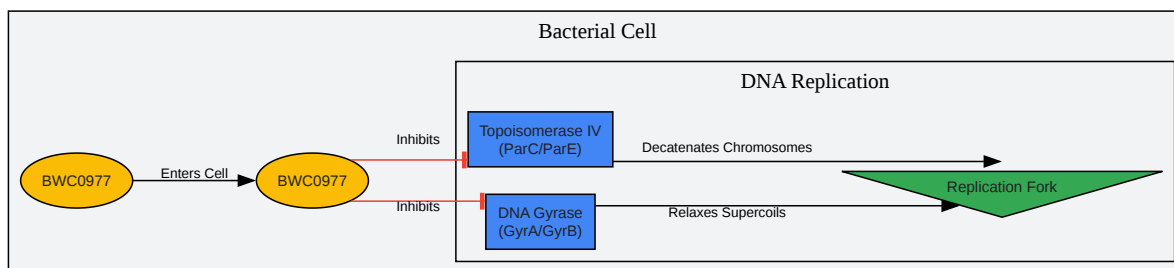 Bacterial Cell
DNA Replication
Inhibits
Topoisomerase IV
(ParC/ParE)
Decatenates Chromosomes
BWC0977
Enters Cell
BWC0977
Replication Fork
Inhibits
DNA Gyrase
(GyrA/GyrB)
Relaxes Supercoils